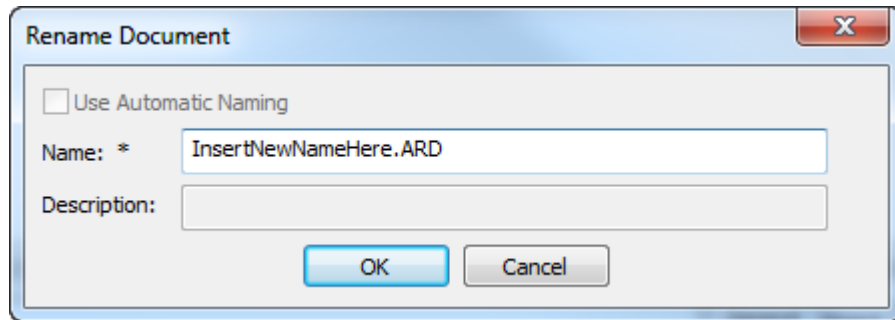 Rename Document
Use Automatic Naming
Name: * InsertNewNameHere.ARD
Description:
OK Cancel